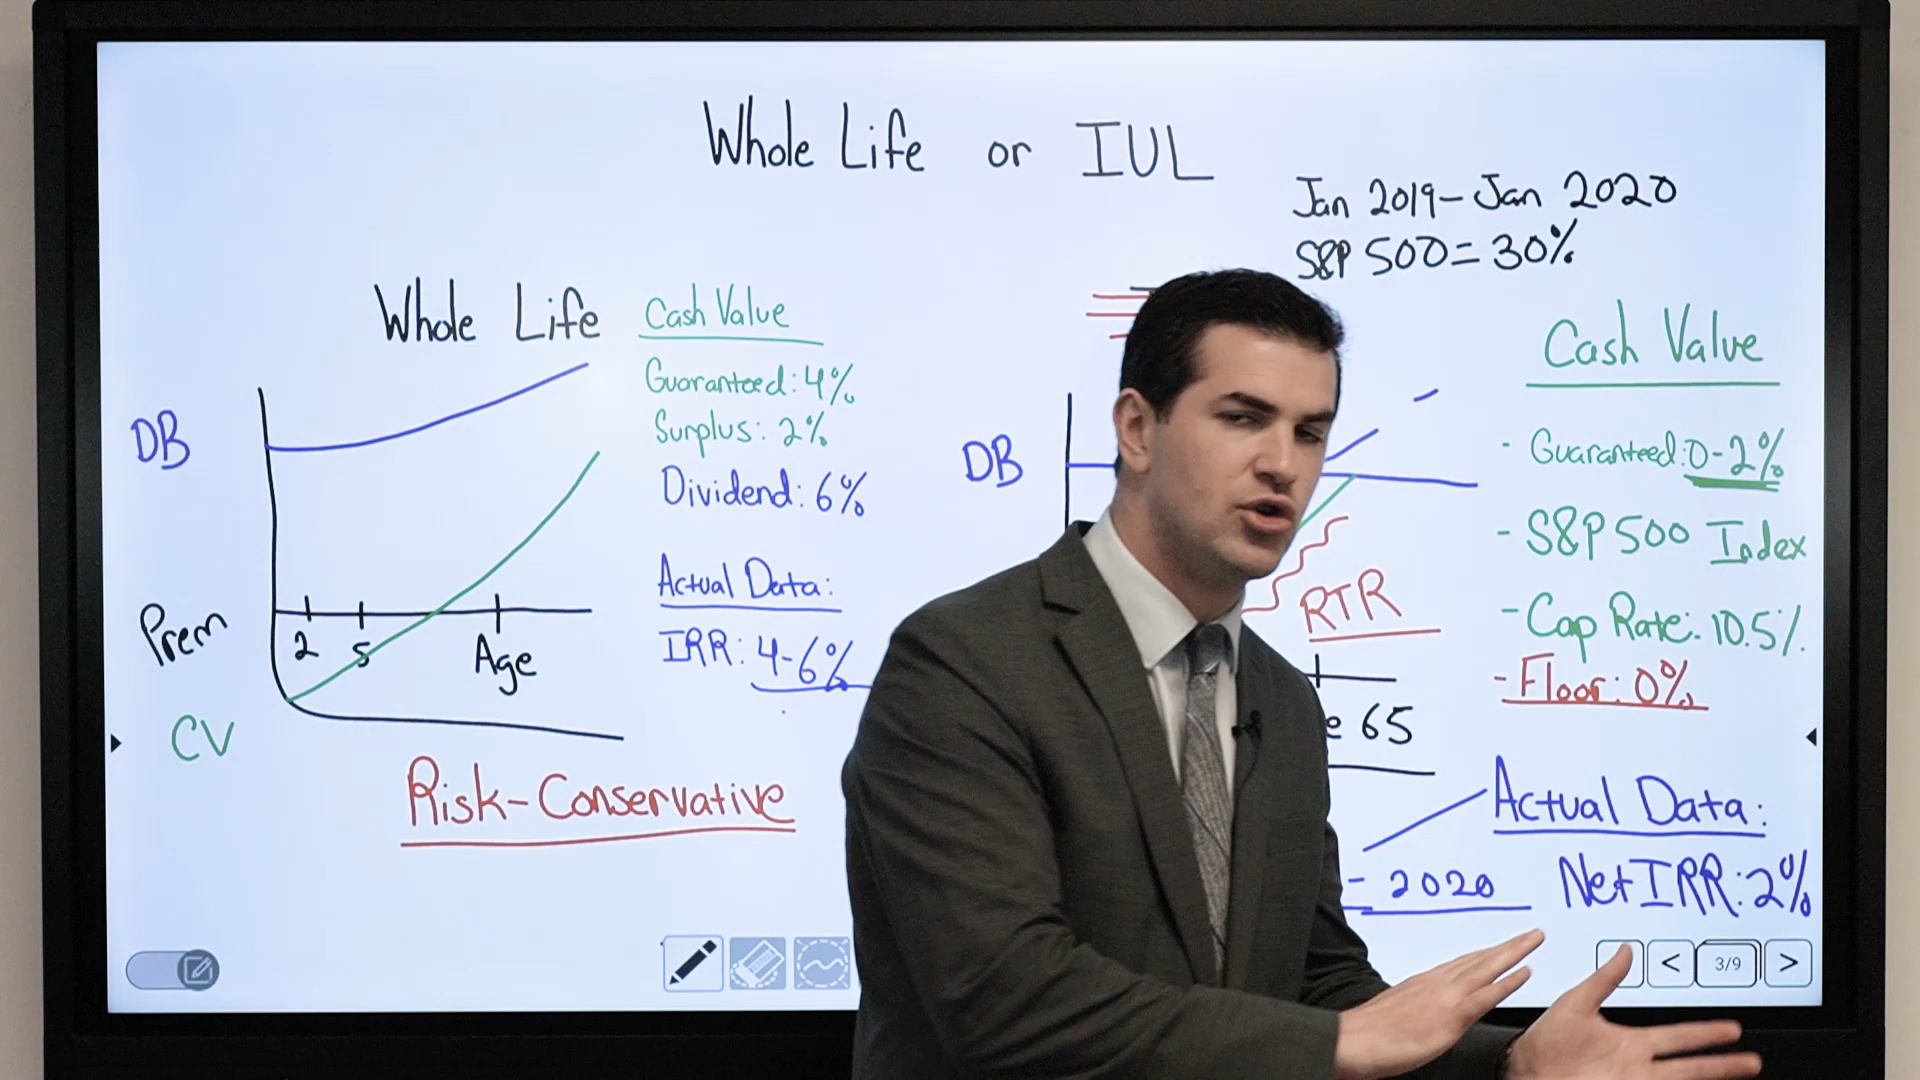 Whole Life or IUL
Jan 2019-Jan 2020
S&P 500=30%
Whole Life
Cash Value
Guaranteed: 4%
Surplus: 2%
Dividend: 6%
Actual Data:
IRR: 4-6%
DB
Prem
2 5 Age
CV
Risk-Conservative
DB
RTR
65
Cash Value
- Guaranteed: 0-2%
- S&P 500 Index
- Cap Rate: 10.5%
- Floor: 0%
Actual Data:
- 2020
Net IRR: 2%
< 3/9 >